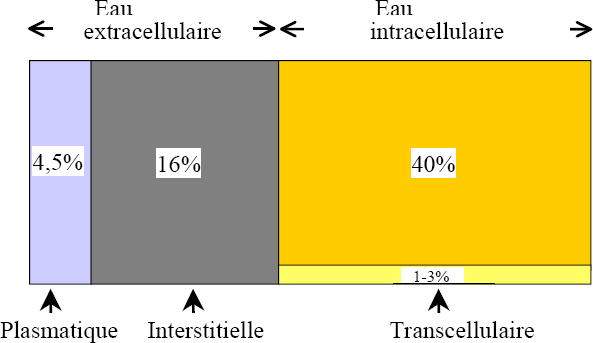 Eau
extracellulaire
Eau
intracellulaire
4,5%
16%
40%
1-3%
Plasmatique
Interstitielle
Transcellulaire